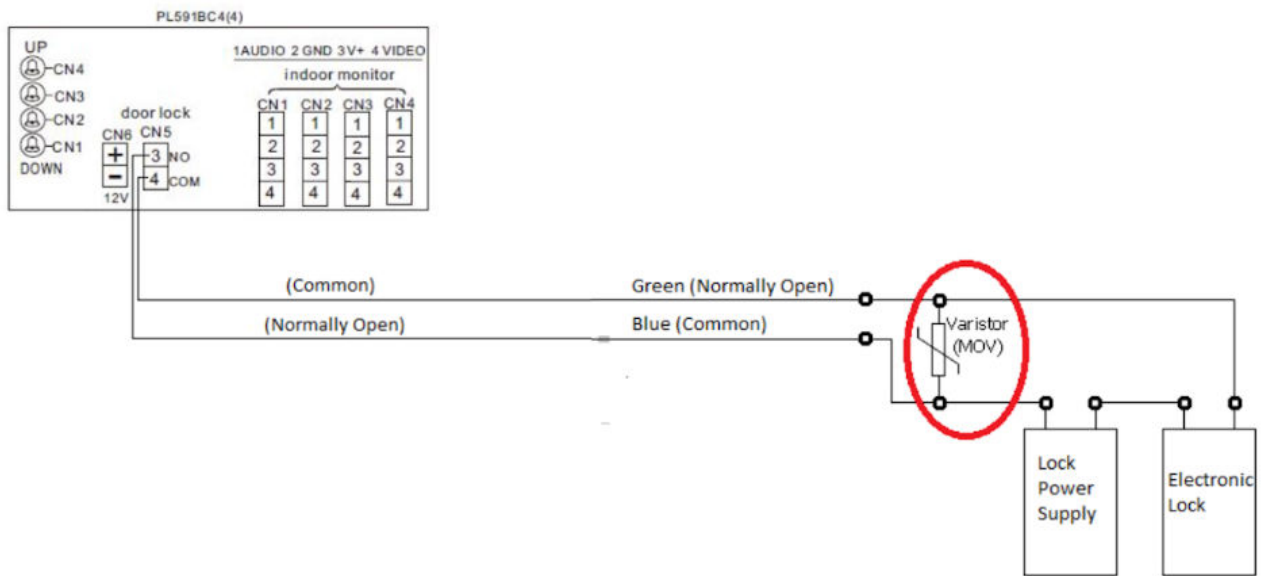 PL591BC4(4)
UP
CN4
CN3
CN2
CN1
DOWN
door lock
CN6 CN5
+
-
12V
3 NO
4 COM
1AUDIO 2 GND 3V+ 4 VIDEO
indoor monitor
CN1 CN2 CN3 CN4
1 1 1 1
2 2 2 2
3 3 3 3
4 4 4 4
(Common) Green (Normally Open)
(Normally Open) Blue (Common)
Varistor
(MOV)
Lock
Power
Supply
Electronic
Lock